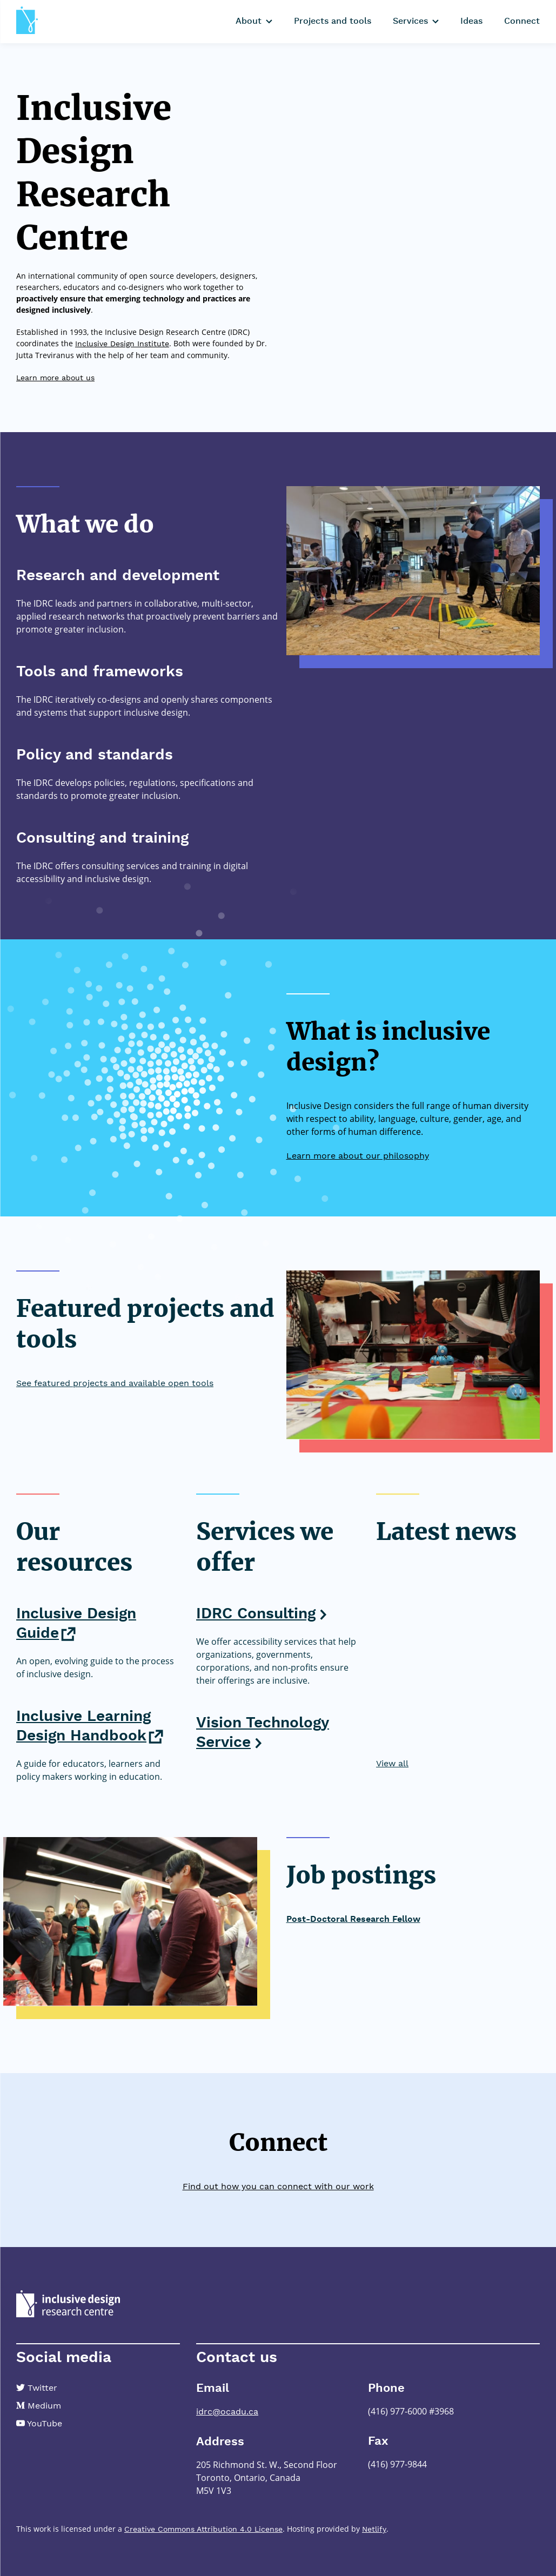 About
Projects and tools
Services
Ideas
Connect
Inclusive
Design
Research
Centre
An international community of open source developers, designers,
researchers, educators and co-designers who work together to
proactively ensure that emerging technology and practices are
designed inclusively.
Established in 1993, the Inclusive Design Research Centre (IDRC)
coordinates the Inclusive Design Institute. Both were founded by Dr.
Jutta Treviranus with the help of her team and community.
Learn more about us
What we do
Research and development
The IDRC leads and partners in collaborative, multi-sector,
applied research networks that proactively prevent barriers and
promote greater inclusion.
Tools and frameworks
The IDRC iteratively co-designs and openly shares components
and systems that support inclusive design.
Policy and standards
The IDRC develops policies, regulations, specifications and
standards to promote greater inclusion.
Consulting and training
The IDRC offers consulting services and training in digital
accessibility and inclusive design.
What is inclusive
design?
Inclusive Design considers the full range of human diversity
with respect to ability, language, culture, gender, age, and
other forms of human difference.
Learn more about our philosophy
Featured projects and
tools
See featured projects and available open tools
Our
resources
Inclusive Design
Guide
An open, evolving guide to the process
of inclusive design.
Inclusive Learning
Design Handbook
A guide for educators, learners and
policy makers working in education.
Services we
offer
IDRC Consulting
We offer accessibility services that help
organizations, governments,
corporations, and non-profits ensure
their offerings are inclusive.
Vision Technology
Service
Latest news
View all
Job postings
Post-Doctoral Research Fellow
Connect
Find out how you can connect with our work
inclusive design
research centre
Social media
Twitter
Medium
YouTube
Contact us
Email
idrc@ocadu.ca
Address
205 Richmond St. W., Second Floor
Toronto, Ontario, Canada
M5V 1V3
Phone
(416) 977-6000 #3968
Fax
(416) 977-9844
This work is licensed under a Creative Commons Attribution 4.0 License. Hosting provided by Netlify.